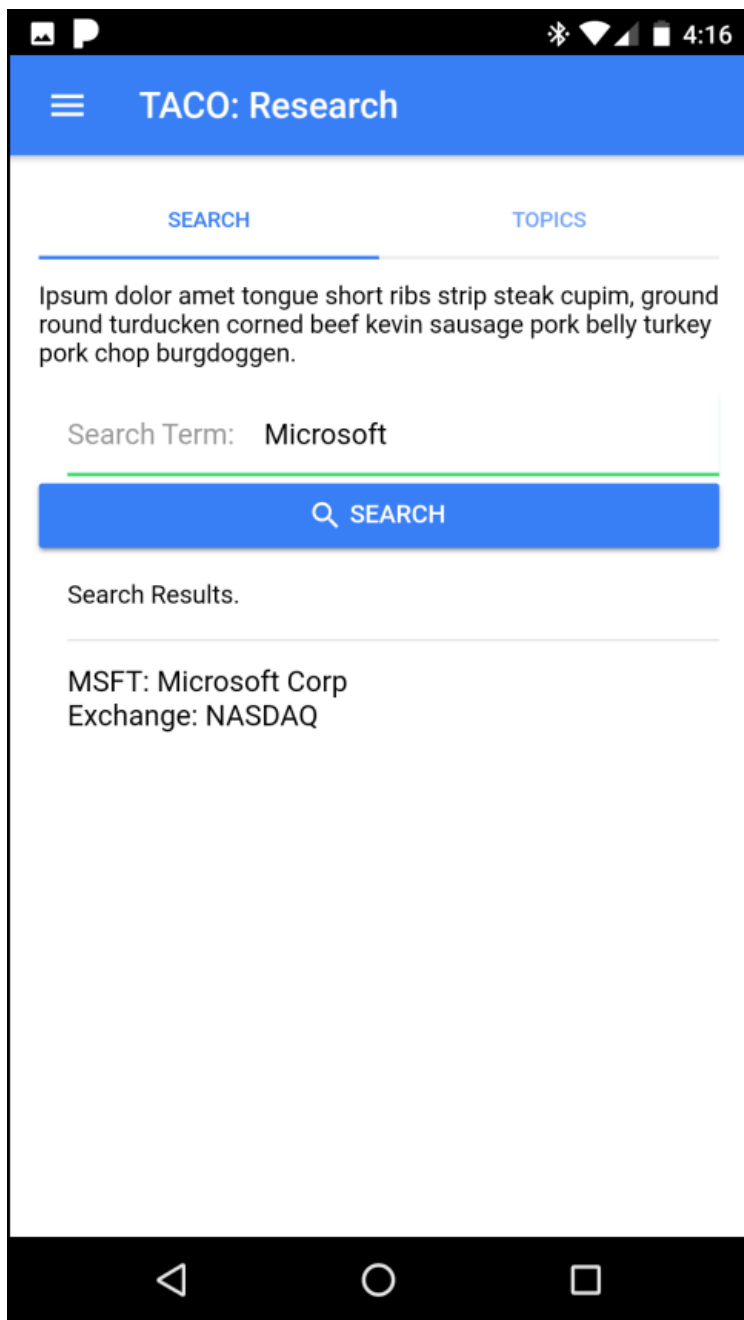 4:16
TACO: Research
SEARCH TOPICS
Ipsum dolor amet tongue short ribs strip steak cupim, ground
round turducken corned beef kevin sausage pork belly turkey
pork chop burgdoggen.
Search Term: Microsoft
SEARCH
Search Results.
MSFT: Microsoft Corp
Exchange: NASDAQ